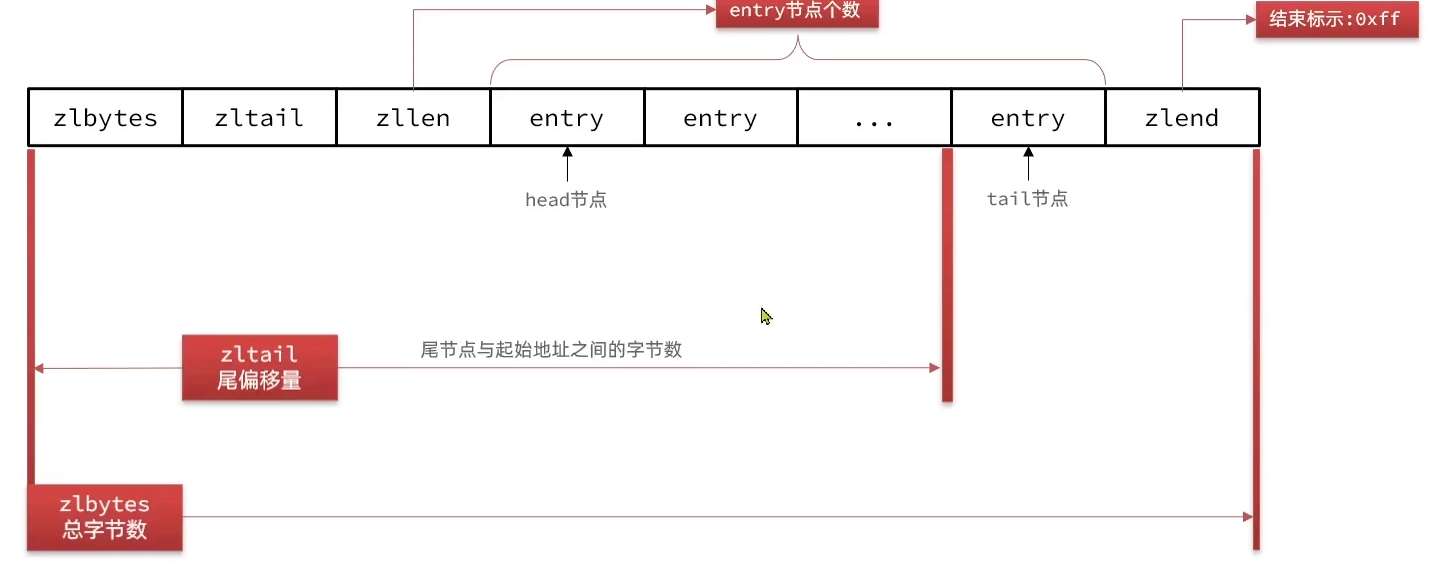 entry节点个数
结束标示:0xff
zlbytes
zltail
zllen
entry
entry
...
entry
zlend
head节点
tail节点
zltail
尾偏移量
尾节点与起始地址之间的字节数
zlbytes
总字节数